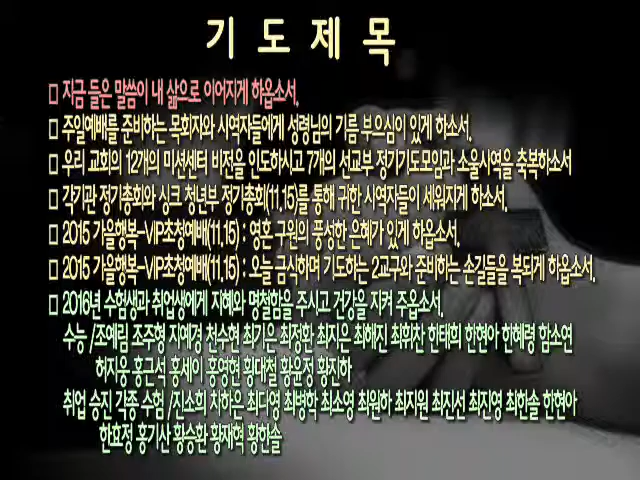 기 도 제 목
□ 지금 들은 말씀이 내 삶으로 이어지게 하옵소서.
□ 주일예배를 준비하는 목회자와 사역자들에게 성령님의 기름 부으심이 있게 하소서.
□ 우리 교회의 12개의 미션센터 비전을 인도하시고 7개의 선교부 정기기도모임과 소울사역을 축복하소서
□ 각기관 정기총회와 싱크 청년부 정기총회(11.15)를 통해 귀한 사역자들이 세워지게 하소서.
□ 2015 가을행복-VIP초청예배(11.15) : 영혼 구원의 풍성한 은혜가 있게 하옵소서.
□ 2015 가을행복-VIP초청예배(11.15) : 오늘 금식하며 기도하는 2교구와 준비하는 손길들을 복되게 하옵소서.
□ 2016년 수험생과 취업생에게 지혜와 명철함을 주시고 건강을 지켜 주옵소서.
수능 /조예림 조주형 지예경 천수현 최기은 최정환 최지은 최해진 최휘찬 한태희 한현아 한혜령 함소연
허지웅 홍근석 홍세이 홍영현 황대철 황윤정 황진하
취업 승진 각종 수험 /진소희 차하은 최다영 최병학 최소영 최원하 최지원 최진선 최진영 최한솔 한현아
한효정 홍기산 황승환 황재혁 황한솔